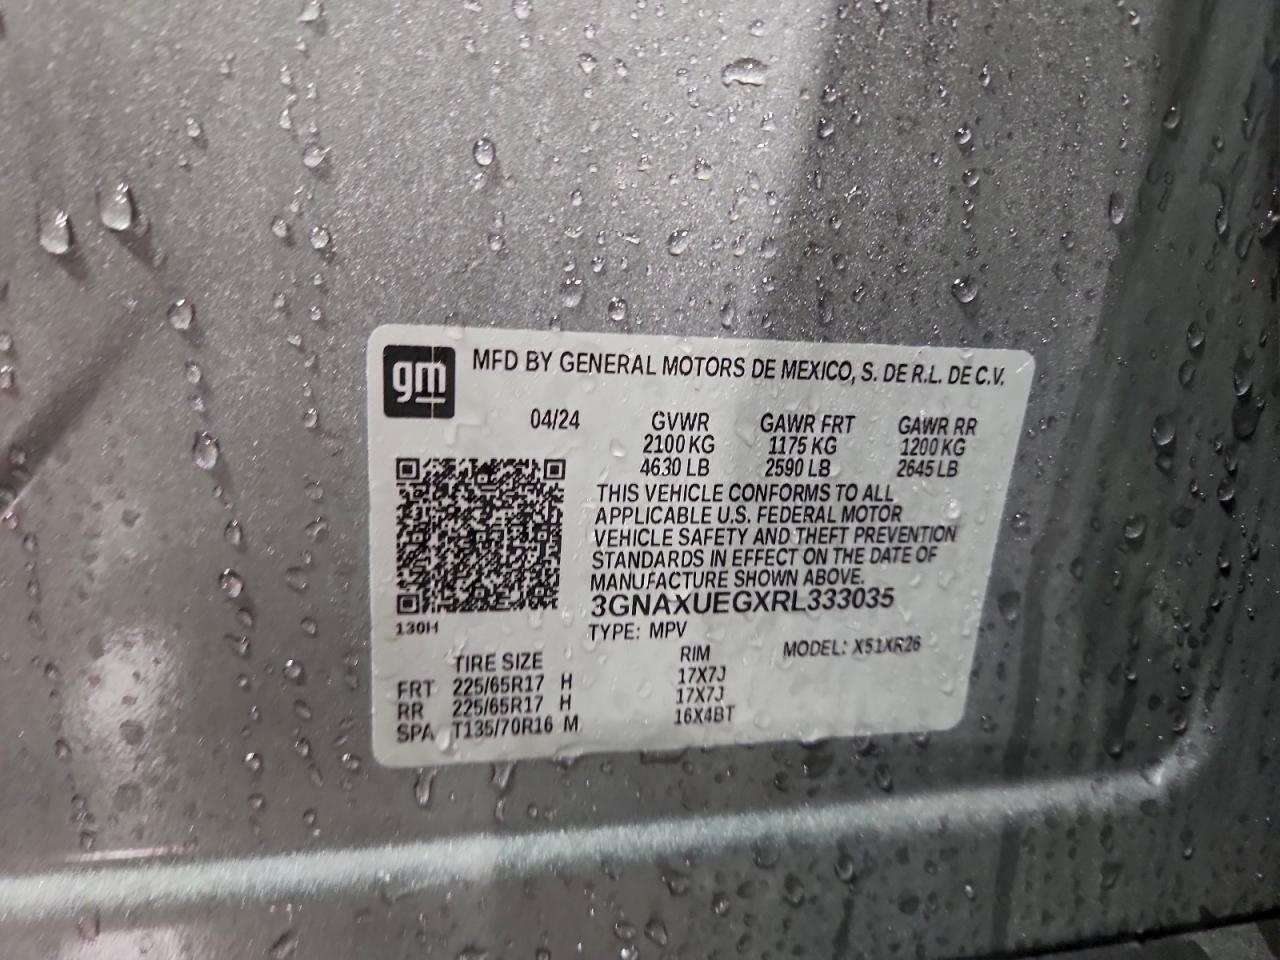 gm MFD BY GENERAL MOTORS DE MEXICO, S. DE R.L. DE C.V.
04/24 GVWR GAWR FRT GAWR RR
2100 KG 1175 KG 1200 KG
4630 LB 2590 LB 2645 LB
THIS VEHICLE CONFORMS TO ALL
APPLICABLE U.S. FEDERAL MOTOR
VEHICLE SAFETY AND THEFT PREVENTION
STANDARDS IN EFFECT ON THE DATE OF
MANUFACTURE SHOWN ABOVE.
3GNAXUEGXRL333035
130H
TYPE: MPV MODEL: X51XR26
TIRE SIZE RIM
FRT 225/65R17 H 17X7J
RR 225/65R17 H 17X7J
SPA T135/70R16 M 16X4BT